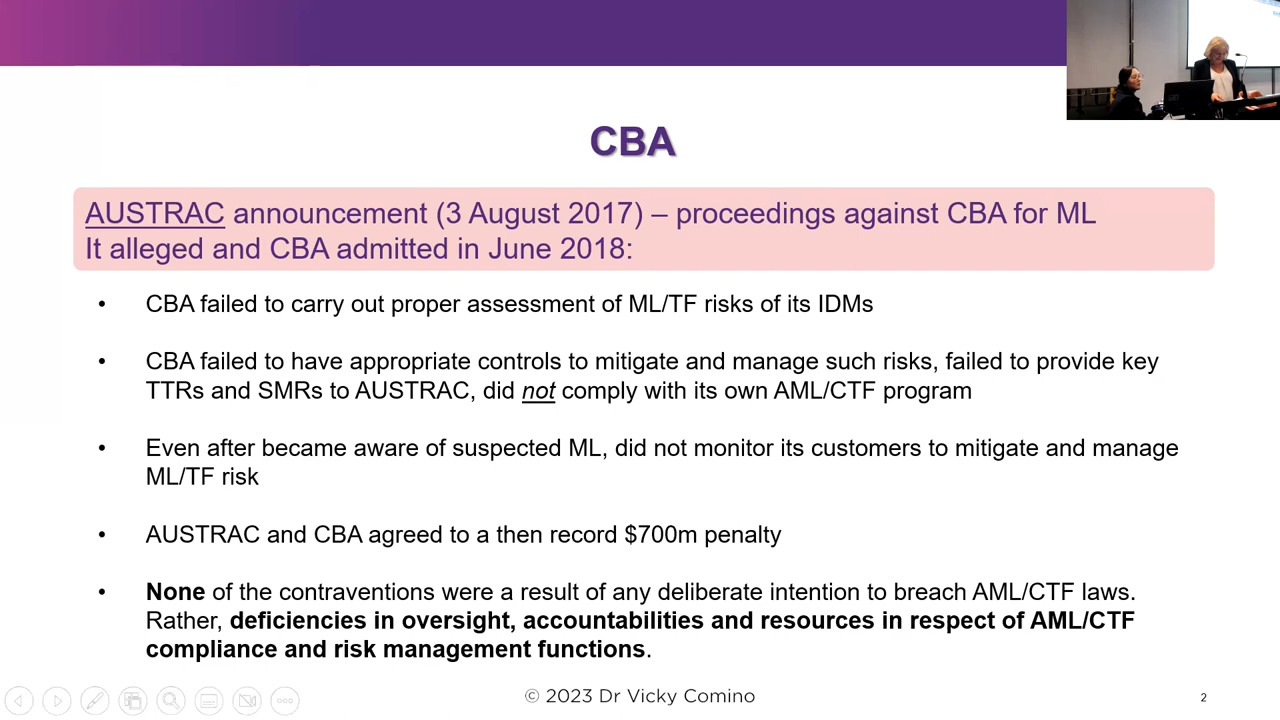 CBA
AUSTRAC announcement (3 August 2017) – proceedings against CBA for ML
It alleged and CBA admitted in June 2018:
• CBA failed to carry out proper assessment of ML/TF risks of its IDMs
• CBA failed to have appropriate controls to mitigate and manage such risks, failed to provide key
TTRs and SMRs to AUSTRAC, did not comply with its own AML/CTF program
• Even after became aware of suspected ML, did not monitor its customers to mitigate and manage
ML/TF risk
• AUSTRAC and CBA agreed to a then record $700m penalty
• None of the contraventions were a result of any deliberate intention to breach AML/CTF laws.
Rather, deficiencies in oversight, accountabilities and resources in respect of AML/CTF
compliance and risk management functions.
© 2023 Dr Vicky Comino
2